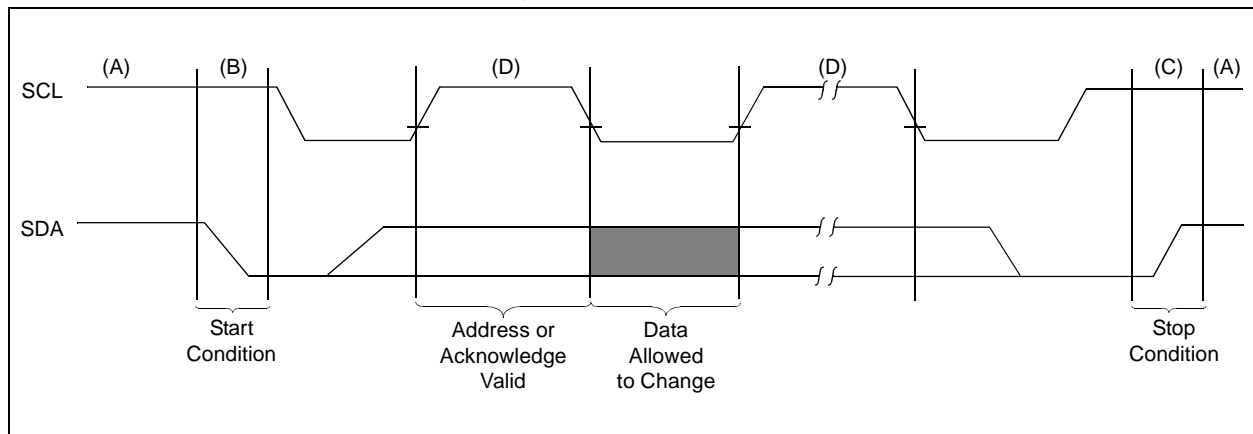 (A) (B) (D) (D) (C) (A)
SCL
SDA
Start
Condition
Address or
Acknowledge
Valid
Data
Allowed
to Change
Stop
Condition